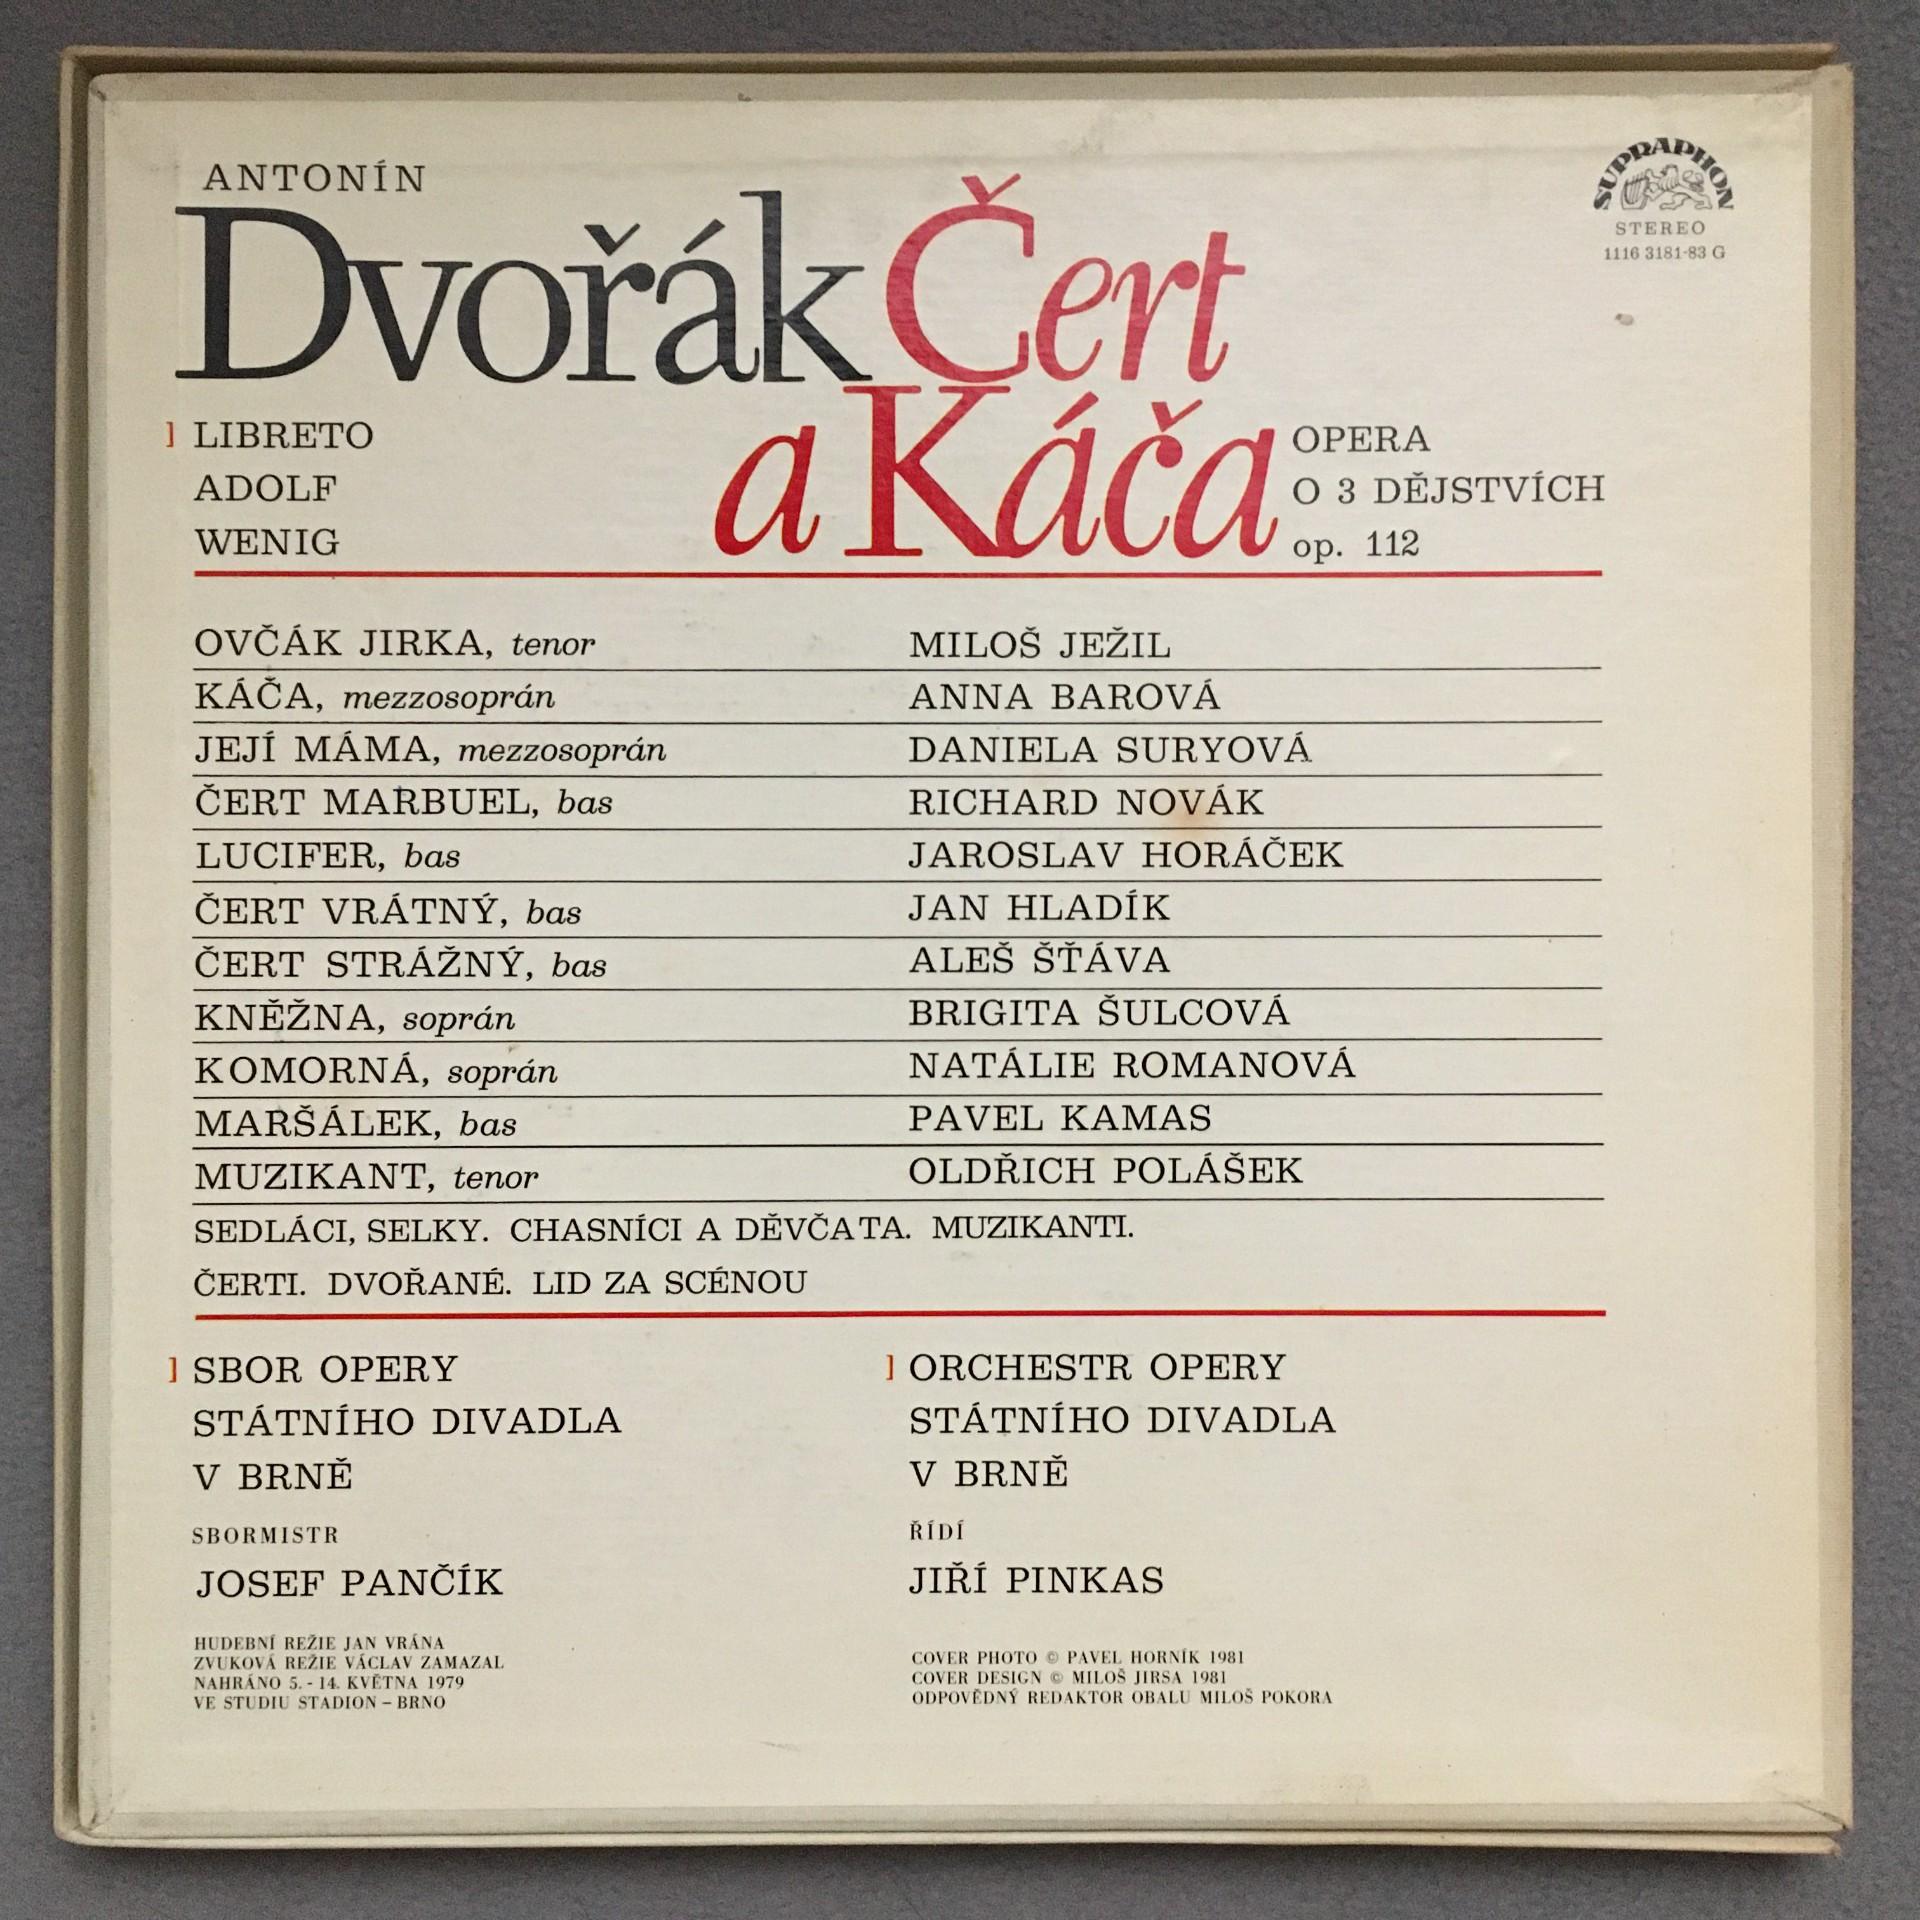 SUPRAPHON
STEREO
1116 3181-83 G
ANTONÍN
Dvořák Čert
a Káča
] LIBRETO
ADOLF
WENIG
OPERA
O 3 DĚJSTVÍCH
op. 112
OVČÁK JIRKA, tenor MILOŠ JEŽIL
KÁČA, mezzosoprán ANNA BAROVÁ
JEJÍ MÁMA, mezzosoprán DANIELA SURYOVÁ
ČERT MARBUEL, bas RICHARD NOVÁK
LUCIFER, bas JAROSLAV HORÁČEK
ČERT VRÁTNÝ, bas JAN HLADÍK
ČERT STRÁŽNÝ, bas ALEŠ ŠŤÁVA
KNĚŽNA, soprán BRIGITA ŠULCOVÁ
KOMORNÁ, soprán NATÁLIE ROMANOVÁ
MARŠÁLEK, bas PAVEL KAMAS
MUZIKANT, tenor OLDŘICH POLÁŠEK
SEDLÁCI, SELKY. CHASNÍCI A DĚVČATA. MUZIKANTI.
ČERTI. DVOŘANÉ. LID ZA SCÉNOU
] SBOR OPERY
STÁTNÍHO DIVADLA
V BRNĚ
SBORMISTR
JOSEF PANČÍK
] ORCHESTR OPERY
STÁTNÍHO DIVADLA
V BRNĚ
ŘÍDÍ
JIŘÍ PINKAS
HUDEBNÍ REŽIE JAN VRÁNA
ZVUKOVÁ REŽIE VÁCLAV ZAMAZAL
NAHRÁNO 5. - 14. KVĚTNA 1979
VE STUDIU STADION – BRNO
COVER PHOTO © PAVEL HORNÍK 1981
COVER DESIGN © MILOŠ JIRSA 1981
ODPOVĚDNÝ REDAKTOR OBALU MILOŠ POKORA